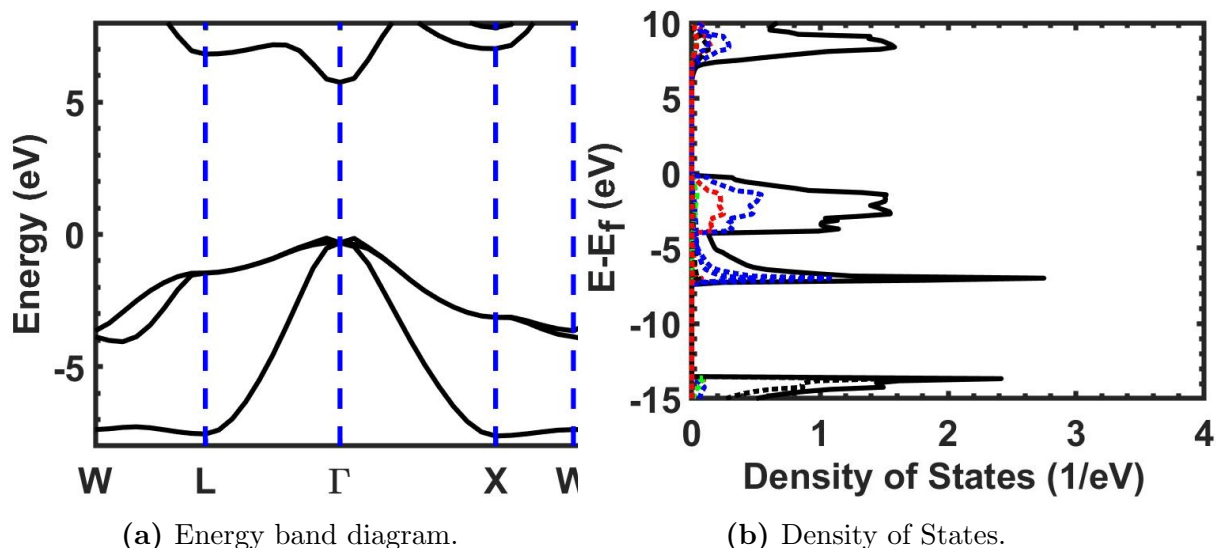 5
0
-5
Energy (eV)
W L Γ X W
(a) Energy band diagram.
10
5
0
-5
-10
-15
E-Ef (eV)
0 1 2 3 4
Density of States (1/eV)
(b) Density of States.